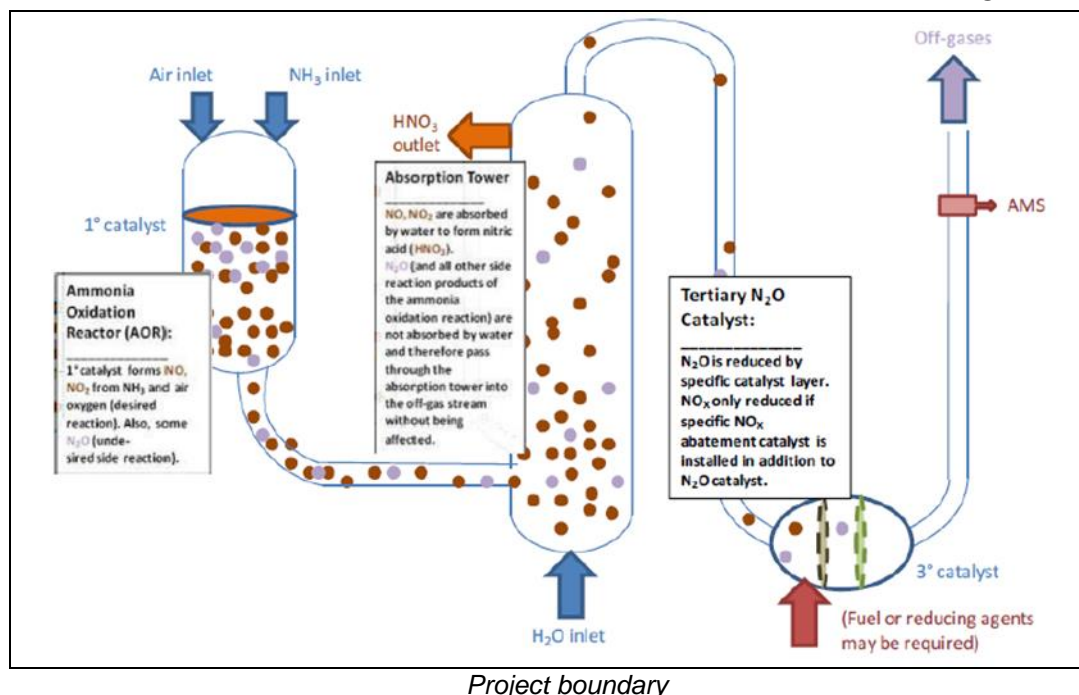 Off-gases
Air inlet
NH₃ inlet
HNO₃
outlet
Absorption Tower
NO, NO₂ are absorbed
by water to form nitric
acid (HNO₃).
N₂O (and all other side
reaction products of
the ammonia
oxidation reaction) are
not absorbed by water
and therefore pass
through the
absorption tower into
the off-gas stream
without being
affected.
AMS
1° catalyst
Ammonia
Oxidation
Reactor (AOR):
1° catalyst forms NO,
NO₂ from NH₃ and air
oxygen (desired
reaction). Also, some
N₂O (unde-
sired side reaction).
Tertiary N₂O
Catalyst:
N₂O is reduced by
specific catalyst layer.
NOₓ only reduced if
specific NOₓ
abatement catalyst is
installed in addition to
N₂O catalyst.
3° catalyst
H₂O inlet
(Fuel or reducing agents
may be required)
Project boundary